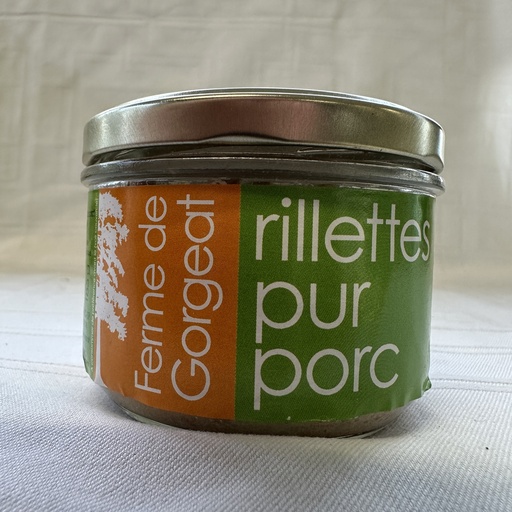 Ferme de
Gorgeat
rillettes
pur
porc